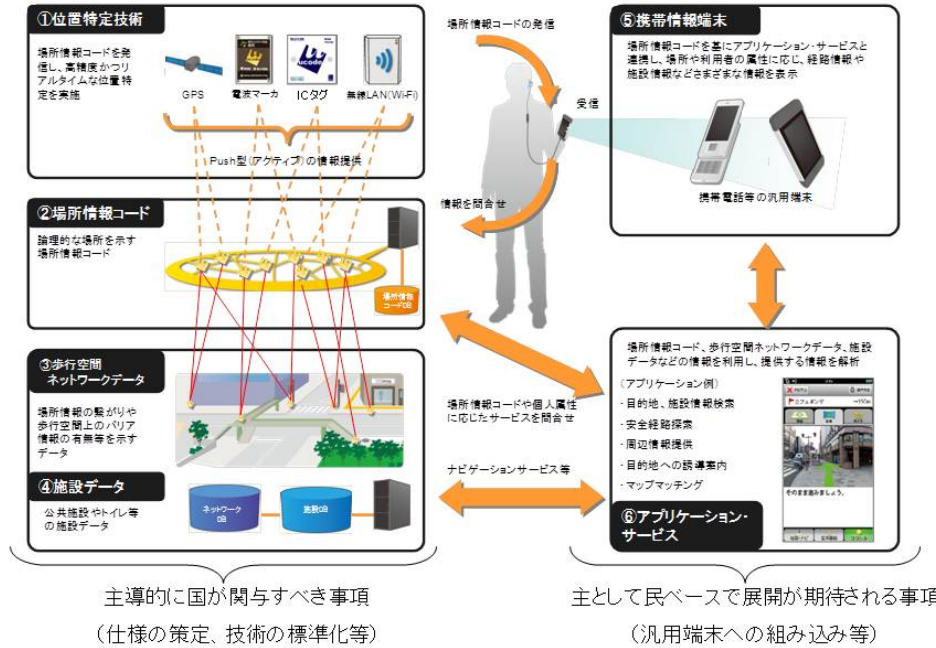 ①位置特定技術
場所情報コードを発
信し、高精度かつリ
アルタイムな位置特
定を実施
ucode
GPS
電波マーカ
ICタグ
無線LAN(Wi-Fi)
Push型(アクティブ)の情報提供
②場所情報コード
論理的な場所を示す
場所情報コード
場所情報
コードDB
③歩行空間
ネットワークデータ
場所情報の繋がりや
歩行空間上のバリア
情報の有無等を示す
データ
④施設データ
公共施設やトイレ等
の施設データ
ネットワーク
DB
施設DB
主導的に国が関与すべき事項
(仕様の策定、技術の標準化等)
場所情報コードの発信
受信
情報を問合せ
場所情報コードや個人属性
に応じたサービスを問合せ
ナビゲーションサービス等
⑤携帯情報端末
場所情報コードを基にアプリケーション・サービスと
連携し、場所や利用者の属性に応じ、経路情報や
施設情報などさまざまな情報を表示
携帯電話等の汎用端末
場所情報コード、歩行空間ネットワークデータ、施設
データなどの情報を利用し、提供する情報を解析
(アプリケーション例)
・目的地、施設情報検索
・安全経路探索
・周辺情報提供
・目的地への誘導案内
・マップマッチング
そのまま進みましょう。
⑥アプリケーション・
サービス
主として民ベースで展開が期待される事項
(汎用端末への組み込み等)